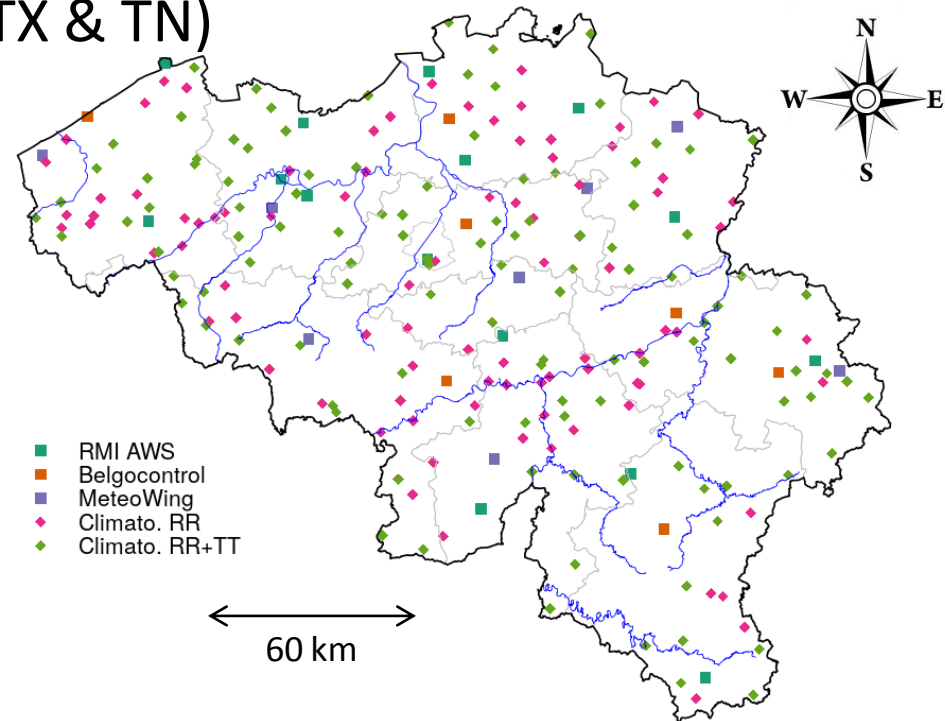 TX & TN)
N
W
E
S
RMI AWS
Belgocontrol
MeteoWing
Climato. RR
Climato. RR+TT
60 km